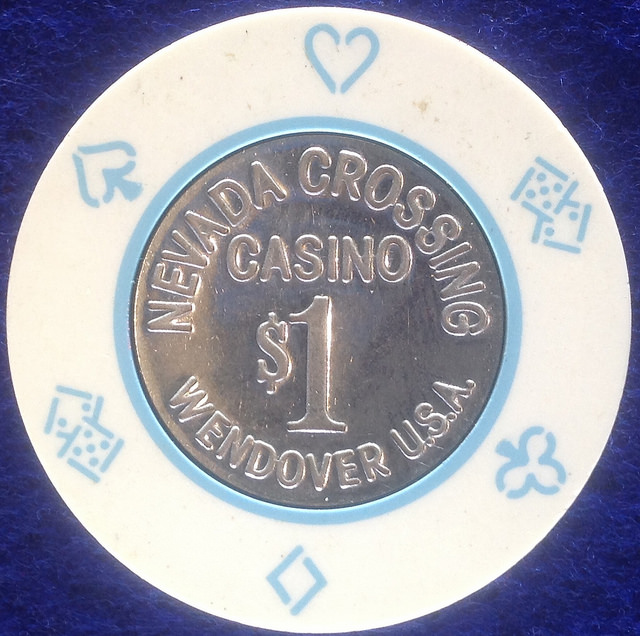 NEVADA CROSSING
CASINO
$1
WENDOVER U.S.A.